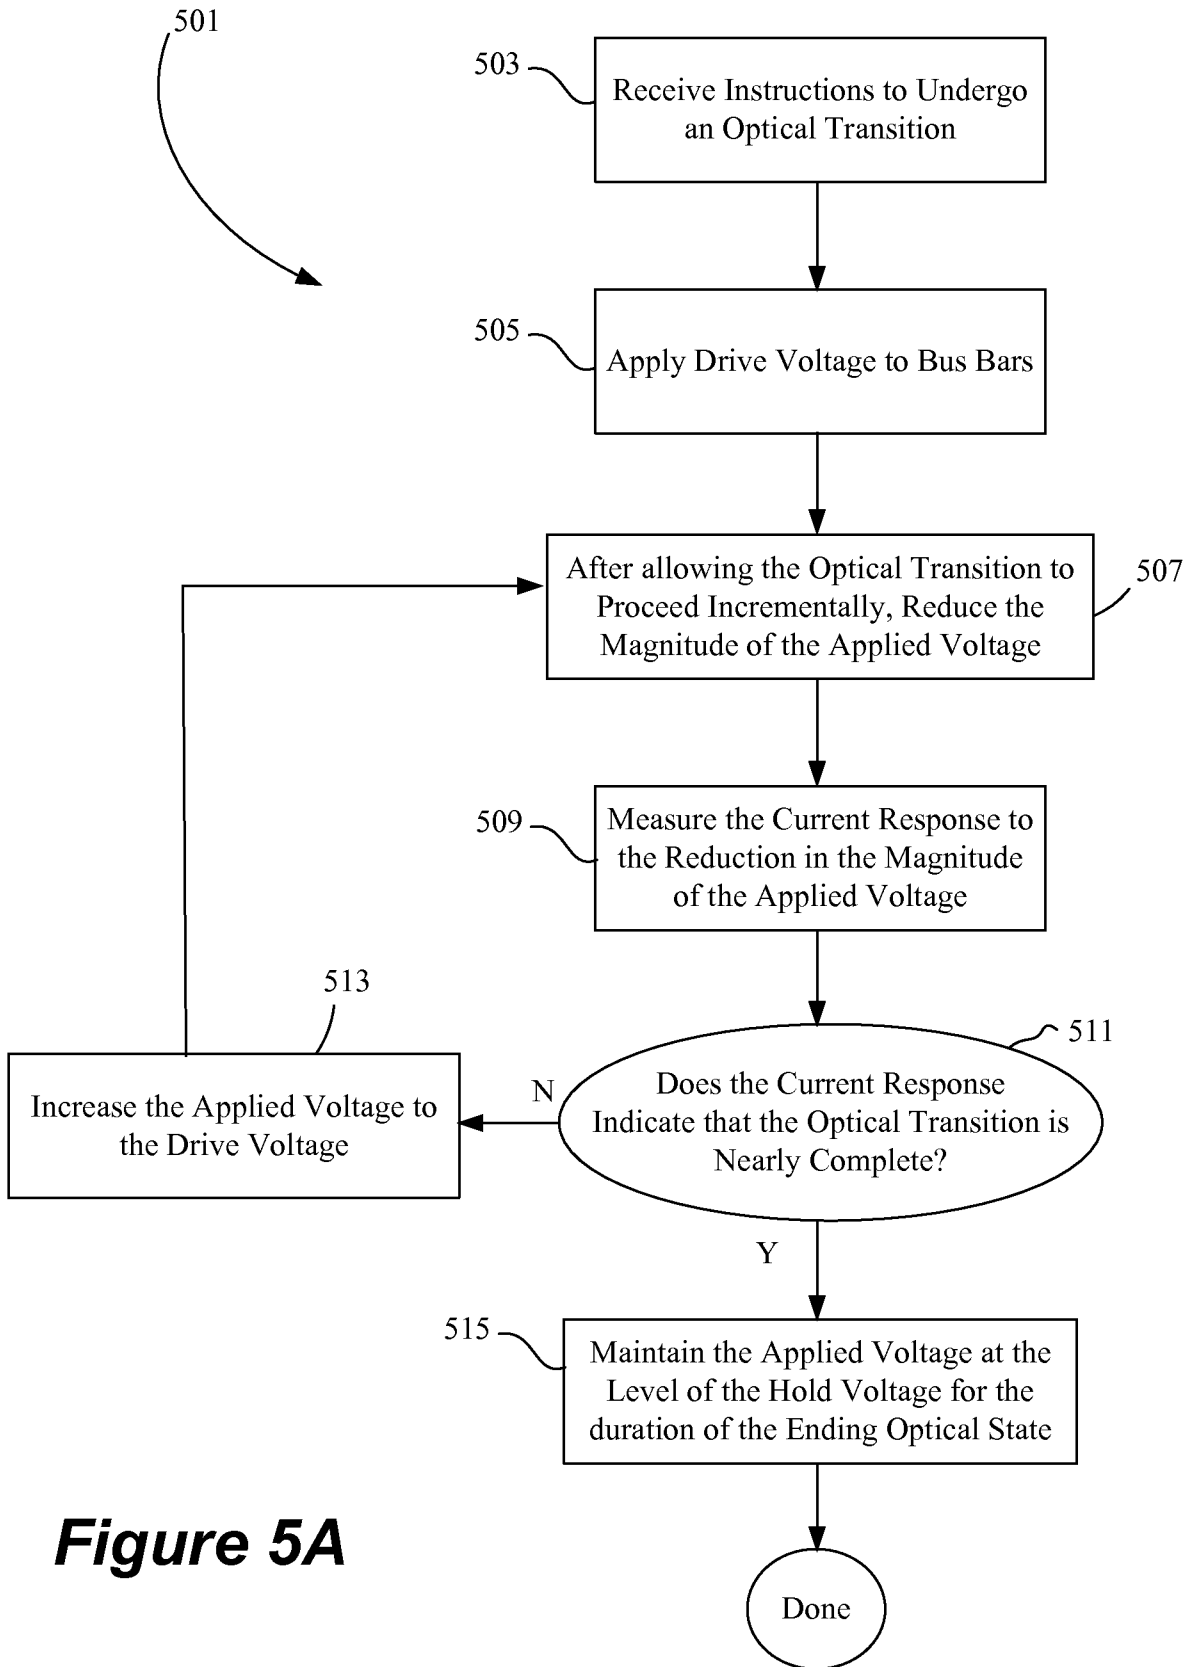 501
503
Receive Instructions to Undergo
an Optical Transition
505
Apply Drive Voltage to Bus Bars
After allowing the Optical Transition to
Proceed Incrementally, Reduce the
Magnitude of the Applied Voltage
507
509
Measure the Current Response to
the Reduction in the Magnitude
of the Applied Voltage
513
Increase the Applied Voltage to
the Drive Voltage
N
511
Does the Current Response
Indicate that the Optical Transition is
Nearly Complete?
Y
515
Maintain the Applied Voltage at the
Level of the Hold Voltage for the
duration of the Ending Optical State
Figure 5A
Done